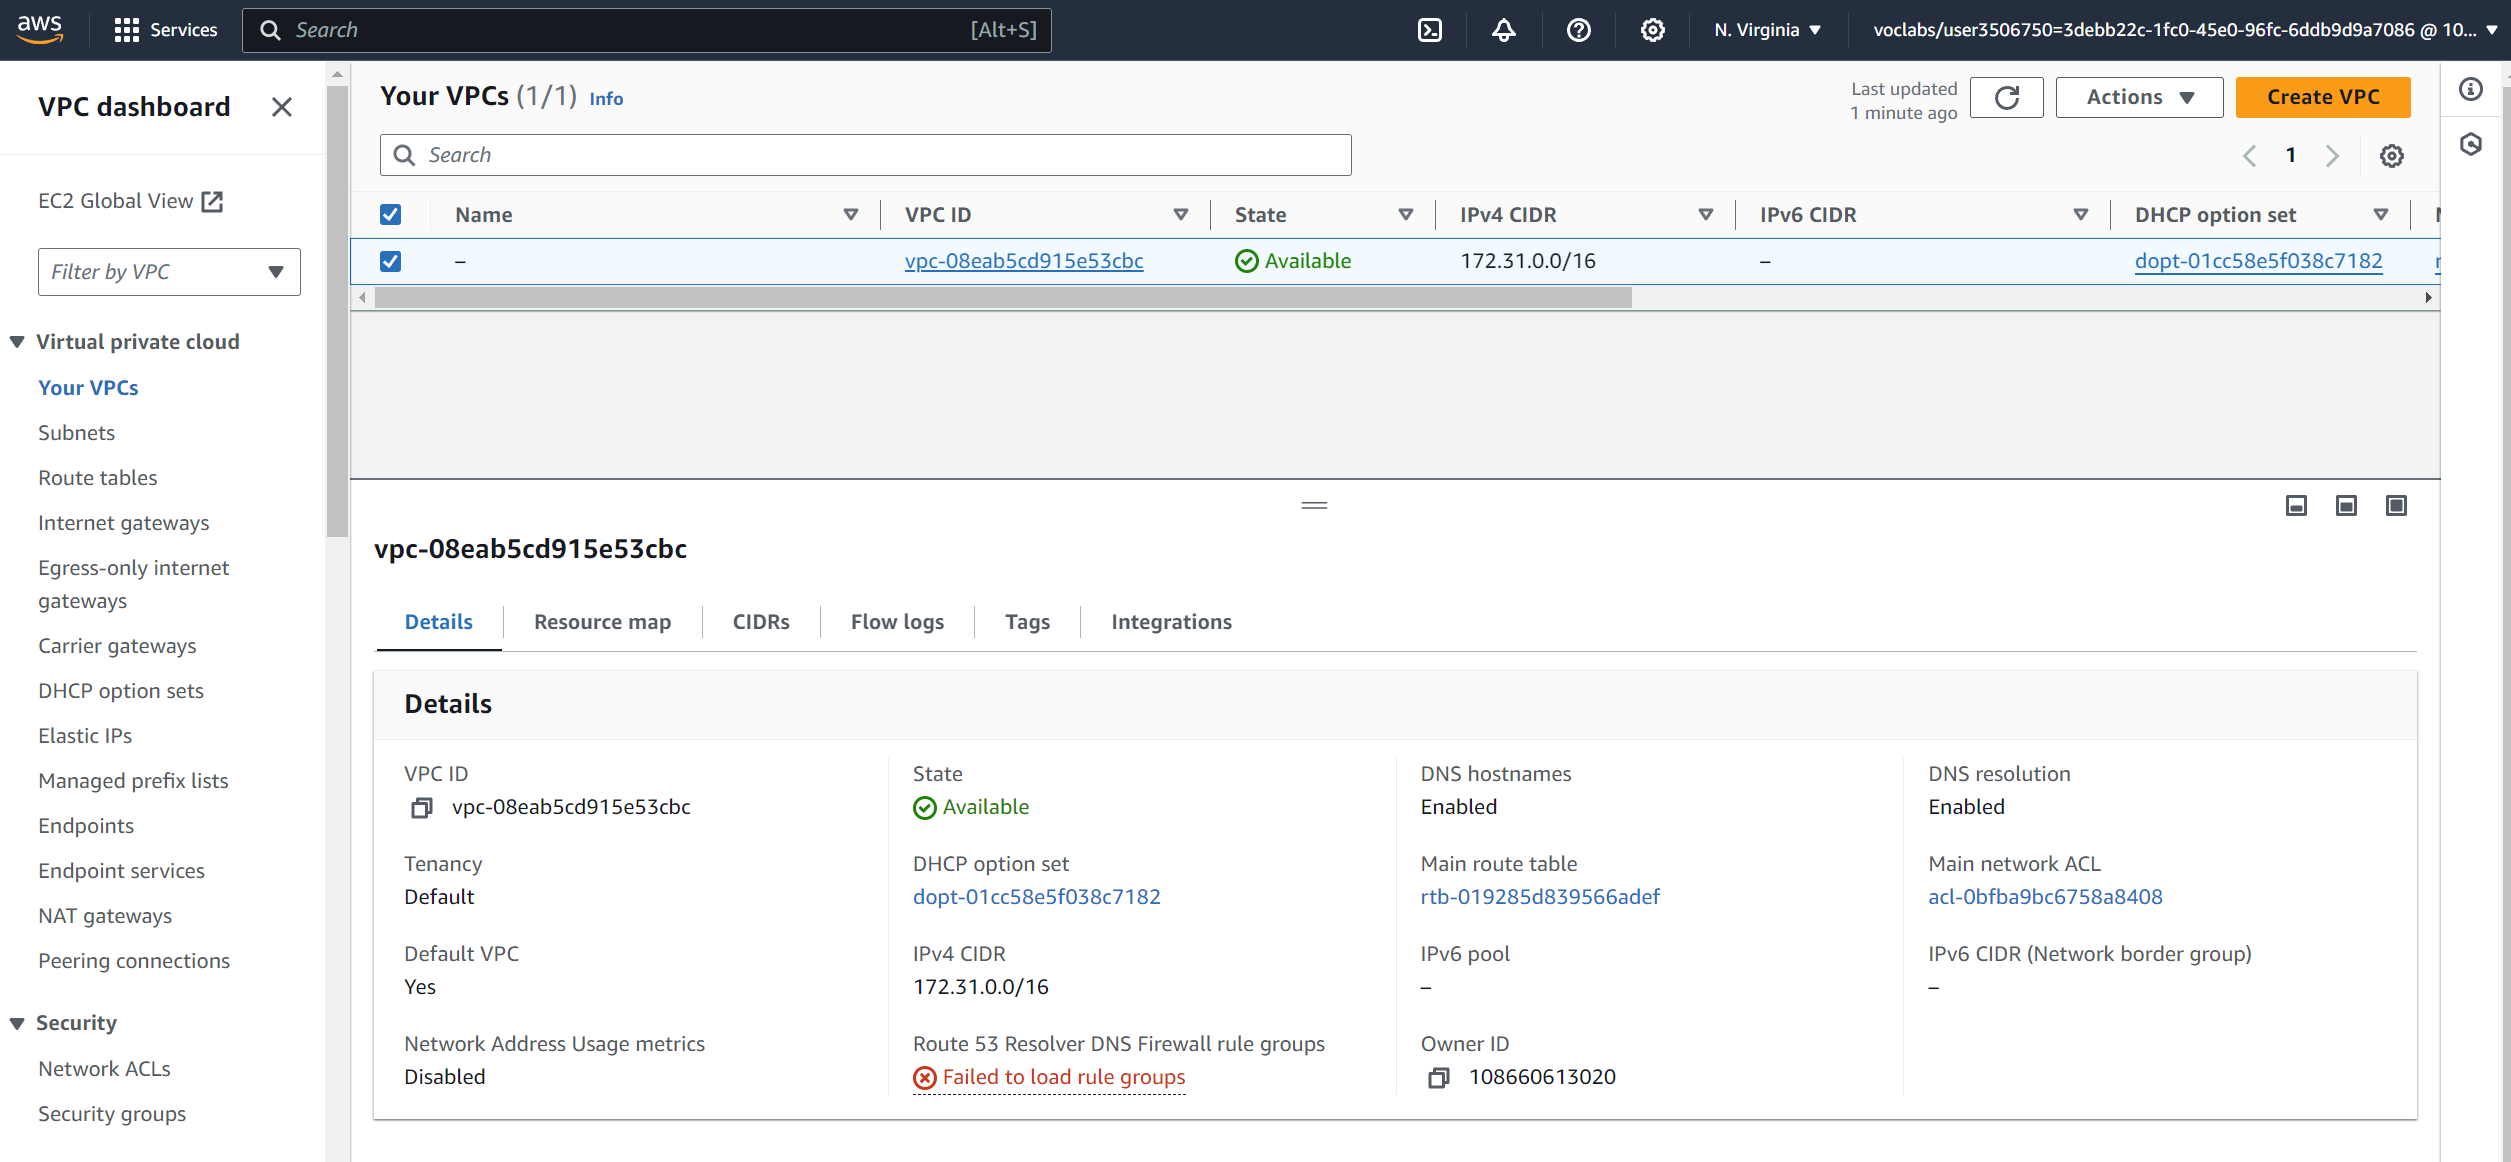 aws
Services
Search
[Alt+S]
N. Virginia
voclabs/user3506750=3debb22c-1fc0-45e0-96fc-6ddb9d9a7086 @ 10...
VPC dashboard
EC2 Global View
Filter by VPC
Virtual private cloud
Your VPCs
Subnets
Route tables
Internet gateways
Egress-only internet
gateways
Carrier gateways
DHCP option sets
Elastic IPs
Managed prefix lists
Endpoints
Endpoint services
NAT gateways
Peering connections
Security
Network ACLs
Security groups
Your VPCs (1/1) Info
Last updated
1 minute ago
Actions
Create VPC
Search
1
Name VPC ID State IPv4 CIDR IPv6 CIDR DHCP option set
– vpc-08eab5cd915e53cbc Available 172.31.0.0/16 – dopt-01cc58e5f038c7182
vpc-08eab5cd915e53cbc
Details Resource map CIDRs Flow logs Tags Integrations
Details
VPC ID
vpc-08eab5cd915e53cbc
State
Available
DNS hostnames
Enabled
DNS resolution
Enabled
Tenancy
Default
DHCP option set
dopt-01cc58e5f038c7182
Main route table
rtb-019285d839566adef
Main network ACL
acl-0bfba9bc6758a8408
Default VPC
Yes
IPv4 CIDR
172.31.0.0/16
IPv6 pool
–
IPv6 CIDR (Network border group)
–
Network Address Usage metrics
Disabled
Route 53 Resolver DNS Firewall rule groups
Failed to load rule groups
Owner ID
108660613020